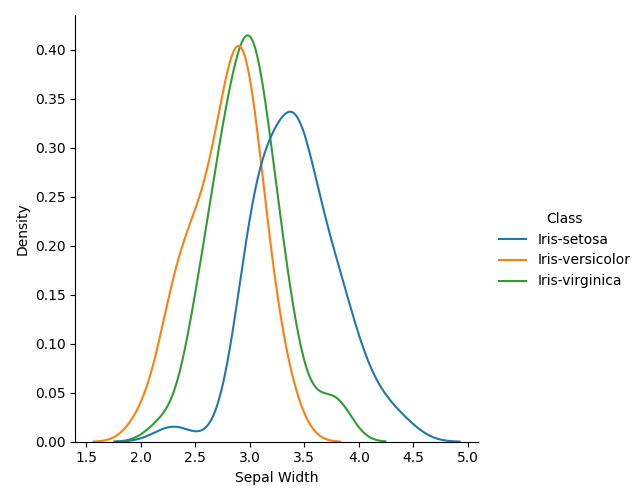 0.40
0.35
0.30
0.25
0.20
0.15
0.10
0.05
0.00
Density
1.5 2.0 2.5 3.0 3.5 4.0 4.5 5.0
Sepal Width
Class
Iris-setosa
Iris-versicolor
Iris-virginica